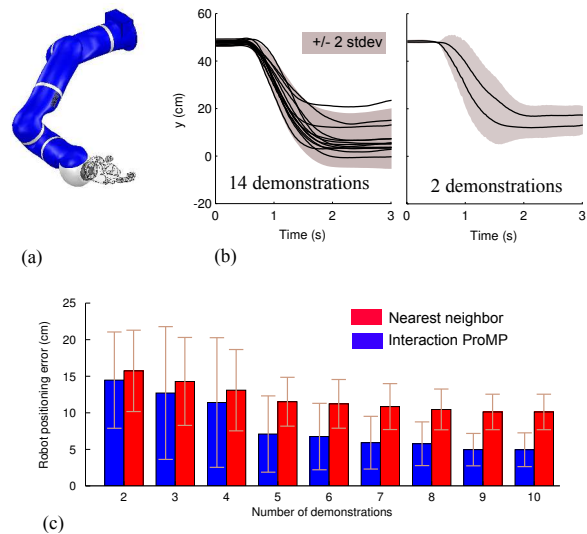 (a)
y (cm)
60
40
20
0
-20
+/- 2 stdev
14 demonstrations
2 demonstrations
0 1 2 3
0 1 2 3
Time (s)
Time (s)
(b)
Robot positioning error (cm)
25
20
15
10
5
0
Nearest neighbor
Interaction ProMP
2 3 4 5 6 7 8 9 10
Number of demonstrations
(c)